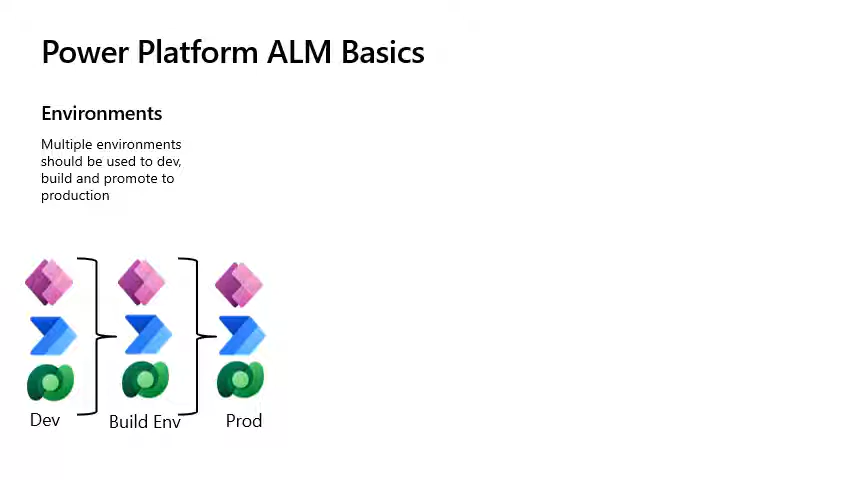 Power Platform ALM Basics
Environments
Multiple environments
should be used to dev,
build and promote to
production
Dev
Build Env
Prod